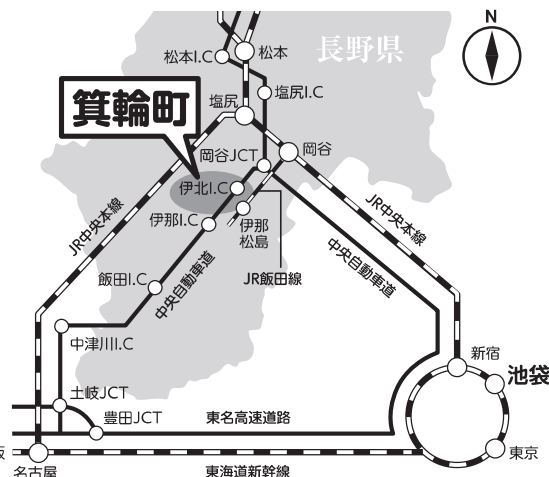 N
長野県
松本I.C
松本
塩尻I.C
塩尻
箕輪町
岡谷JCT
岡谷
伊北I.C
JR中央本線
JR中央本線
伊那I.C
伊那
松島
中央自動車道
飯田I.C
中央自動車道
JR飯田線
中津川I.C
新宿
池袋
土岐JCT
豊田JCT
東名高速道路
東京
名古屋
東海道新幹線